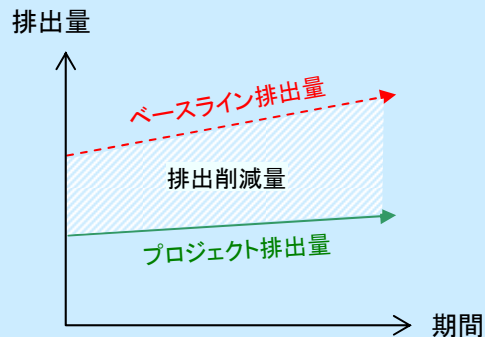 排出量
ベースライン排出量
排出削減量
プロジェクト排出量
期間